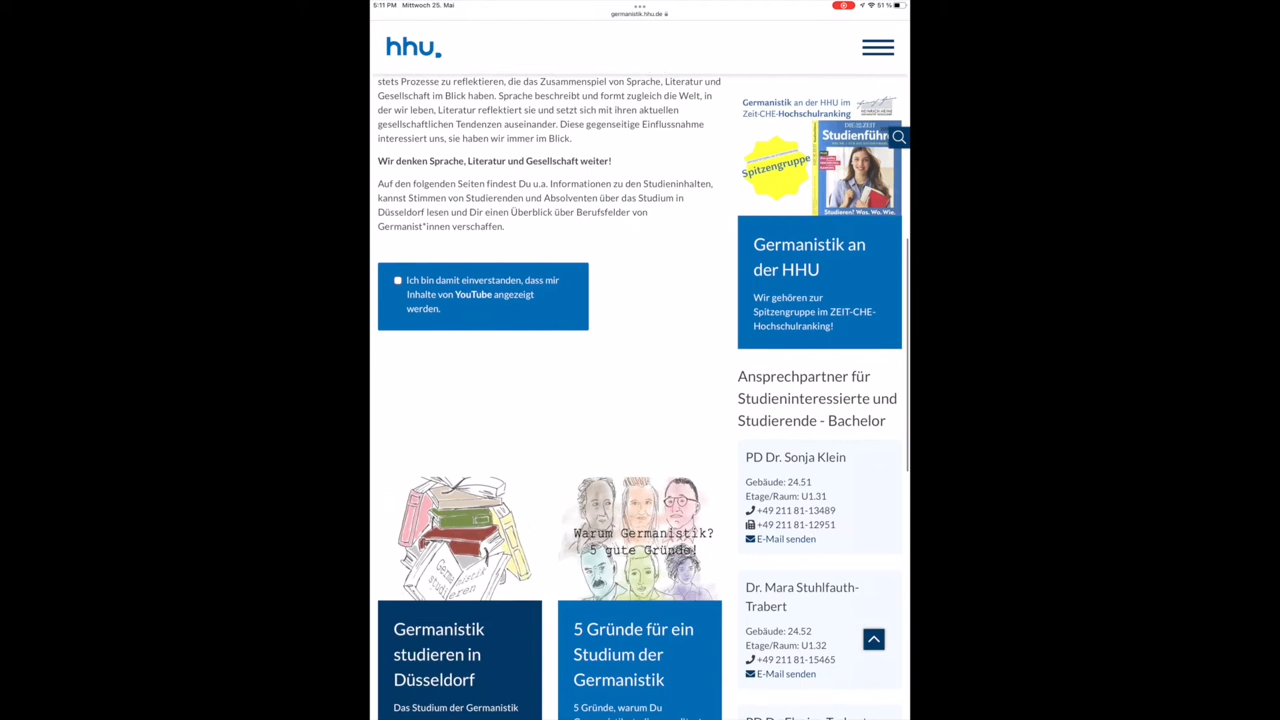 5:11 PM Mittwoch 25. Mai
51 %
germanistik.hhu.de
hhu.
stets Prozesse zu reflektieren, die das Zusammenspiel von Sprache, Literatur und
Gesellschaft im Blick haben. Sprache beschreibt und formt zugleich die Welt, in
der wir leben, Literatur reflektiert sie und setzt sich mit ihren aktuellen
gesellschaftlichen Tendenzen auseinander. Diese gegenseitige Einflussnahme
interessiert uns, sie haben wir immer im Blick.
Wir denken Sprache, Literatur und Gesellschaft weiter!
Auf den folgenden Seiten findest Du u.a. Informationen zu den Studieninhalten,
kannst Stimmen von Studierenden und Absolventen über das Studium in
Düsseldorf lesen und Dir einen Überblick über Berufsfelder von
Germanist*innen verschaffen.
Ich bin damit einverstanden, dass mir
Inhalte von YouTube angezeigt
werden.
Germanistik studieren
Warum Germanistik?
5 gute Gründe!
Germanistik
studieren in
Düsseldorf
Das Studium der Germanistik
5 Gründe für ein
Studium der
Germanistik
5 Gründe, warum Du
Germanistik an der HHU im
Zeit-CHE-Hochschulranking
DIE ZEIT
Studienführer
Spitzengruppe
Studieren! Was. Wo. Wie.
Germanistik an
der HHU
Wir gehören zur
Spitzengruppe im ZEIT-CHE-
Hochschulranking!
Ansprechpartner für
Studieninteressierte und
Studierende - Bachelor
PD Dr. Sonja Klein
Gebäude: 24.51
Etage/Raum: U1.31
+49 211 81-13489
+49 211 81-12951
E-Mail senden
Dr. Mara Stuhlfauth-
Trabert
Gebäude: 24.52
Etage/Raum: U1.32
+49 211 81-15465
E-Mail senden